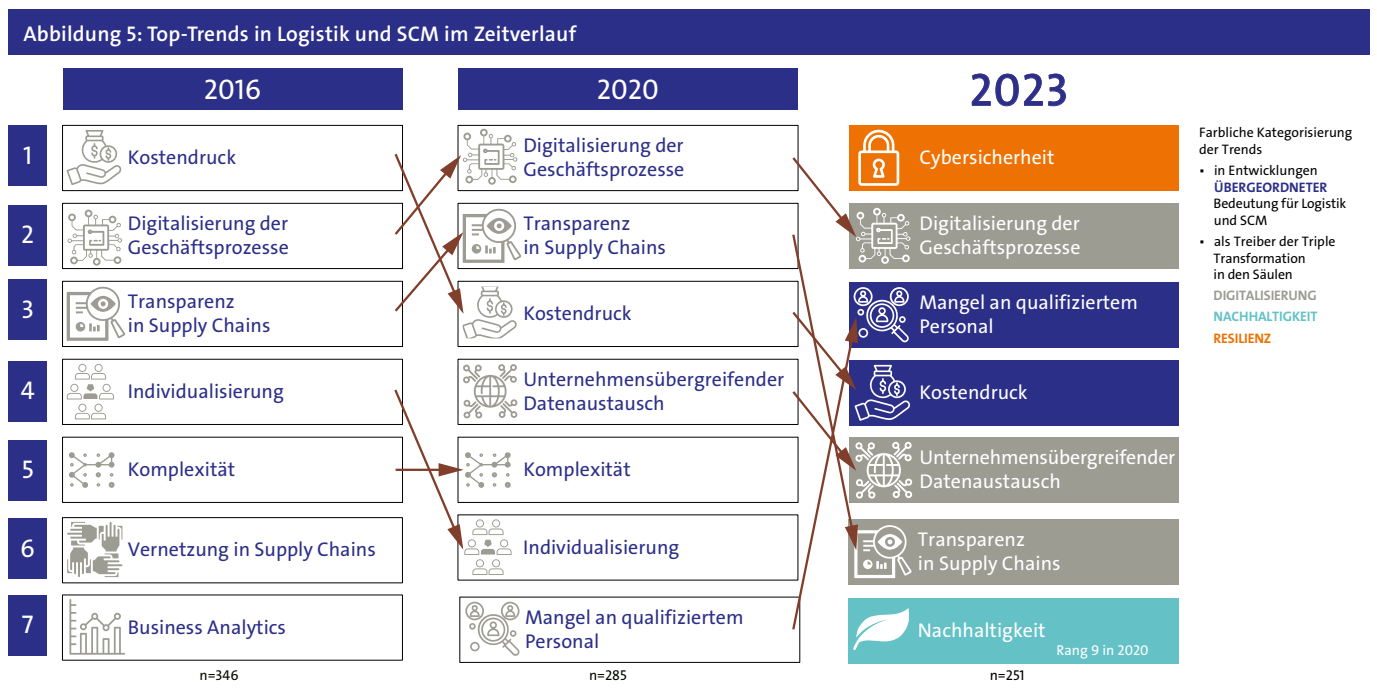 Abbildung 5: Top-Trends in Logistik und SCM im Zeitverlauf
2016
2020
2023
1
Kostendruck
Digitalisierung der
Geschäftsprozesse
Cybersicherheit
2
Digitalisierung der
Geschäftsprozesse
Transparenz
in Supply Chains
Digitalisierung der
Geschäftsprozesse
3
Transparenz
in Supply Chains
Kostendruck
Mangel an qualifiziertem
Personal
4
Individualisierung
Unternehmensübergreifender
Datenaustausch
Kostendruck
5
Komplexität
Komplexität
Unternehmensübergreifender
Datenaustausch
6
Vernetzung in Supply Chains
Individualisierung
Transparenz
in Supply Chains
7
Business Analytics
Mangel an qualifiziertem
Personal
Nachhaltigkeit
Rang 9 in 2020
n=346
n=285
n=251
Farbliche Kategorisierung
der Trends
▪ in Entwicklungen
ÜBERGEORDNETER
Bedeutung für Logistik
und SCM
▪ als Treiber der Triple
Transformation
in den Säulen
DIGITALISIERUNG
NACHHALTIGKEIT
RESILIENZ